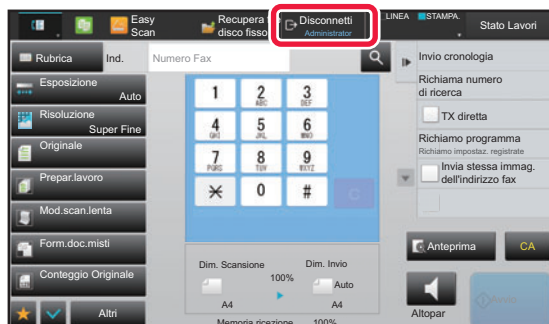 Easy
Scan
Recupera
disco fisso
Disconnetti
Administrator
LINEA
STAMPA.
Stato Lavori
Rubrica
Ind.
Numero Fax
Invio cronologia
Esposizione
Auto
Richiama numero
di ricerca
Risoluzione
Super Fine
TX diretta
Originale
Richiamo programma
Richiamo impostaz. registrate
Prepar.lavoro
Invia stessa immag.
dell'indirizzo fax
Mod.scan.lenta
Form.doc.misti
Conteggio Originale
Altri
1
2
ABC
3
DEF
4
GHI
5
JKL
6
MNO
7
PQRS
8
TUV
9
WXYZ
0
#
C
Dim. Scansione
Dim. Invio
100%
Auto
A4
A4
Memoria ricezione 100%
Anteprima
CA
Altopar
Avvio